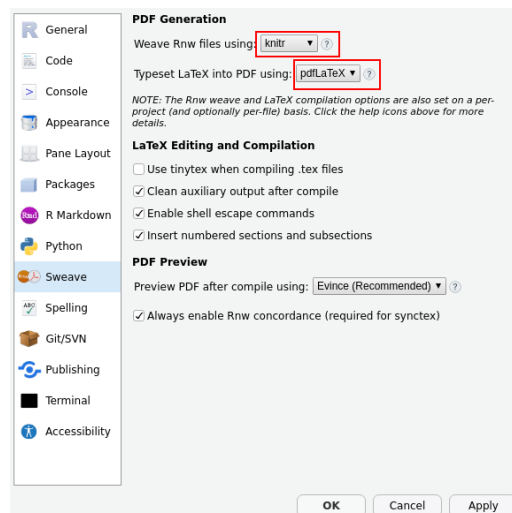 General
Code
Console
Appearance
Pane Layout
Packages
Rmd R Markdown
Python
Sweave
ABC Spelling
Git/SVN
Publishing
Terminal
Accessibility
PDF Generation
Weave Rnw files using: knitr ?
Typeset LaTeX into PDF using: pdfLaTeX ?
NOTE: The Rnw weave and LaTeX compilation options are also set on a per-
project (and optionally per-file) basis. Click the help icons above for more
details.
LaTeX Editing and Compilation
Use tinytex when compiling .tex files
Clean auxiliary output after compile
Enable shell escape commands
Insert numbered sections and subsections
PDF Preview
Preview PDF after compile using: Evince (Recommended) ?
Always enable Rnw concordance (required for synctex)
OK Cancel Apply